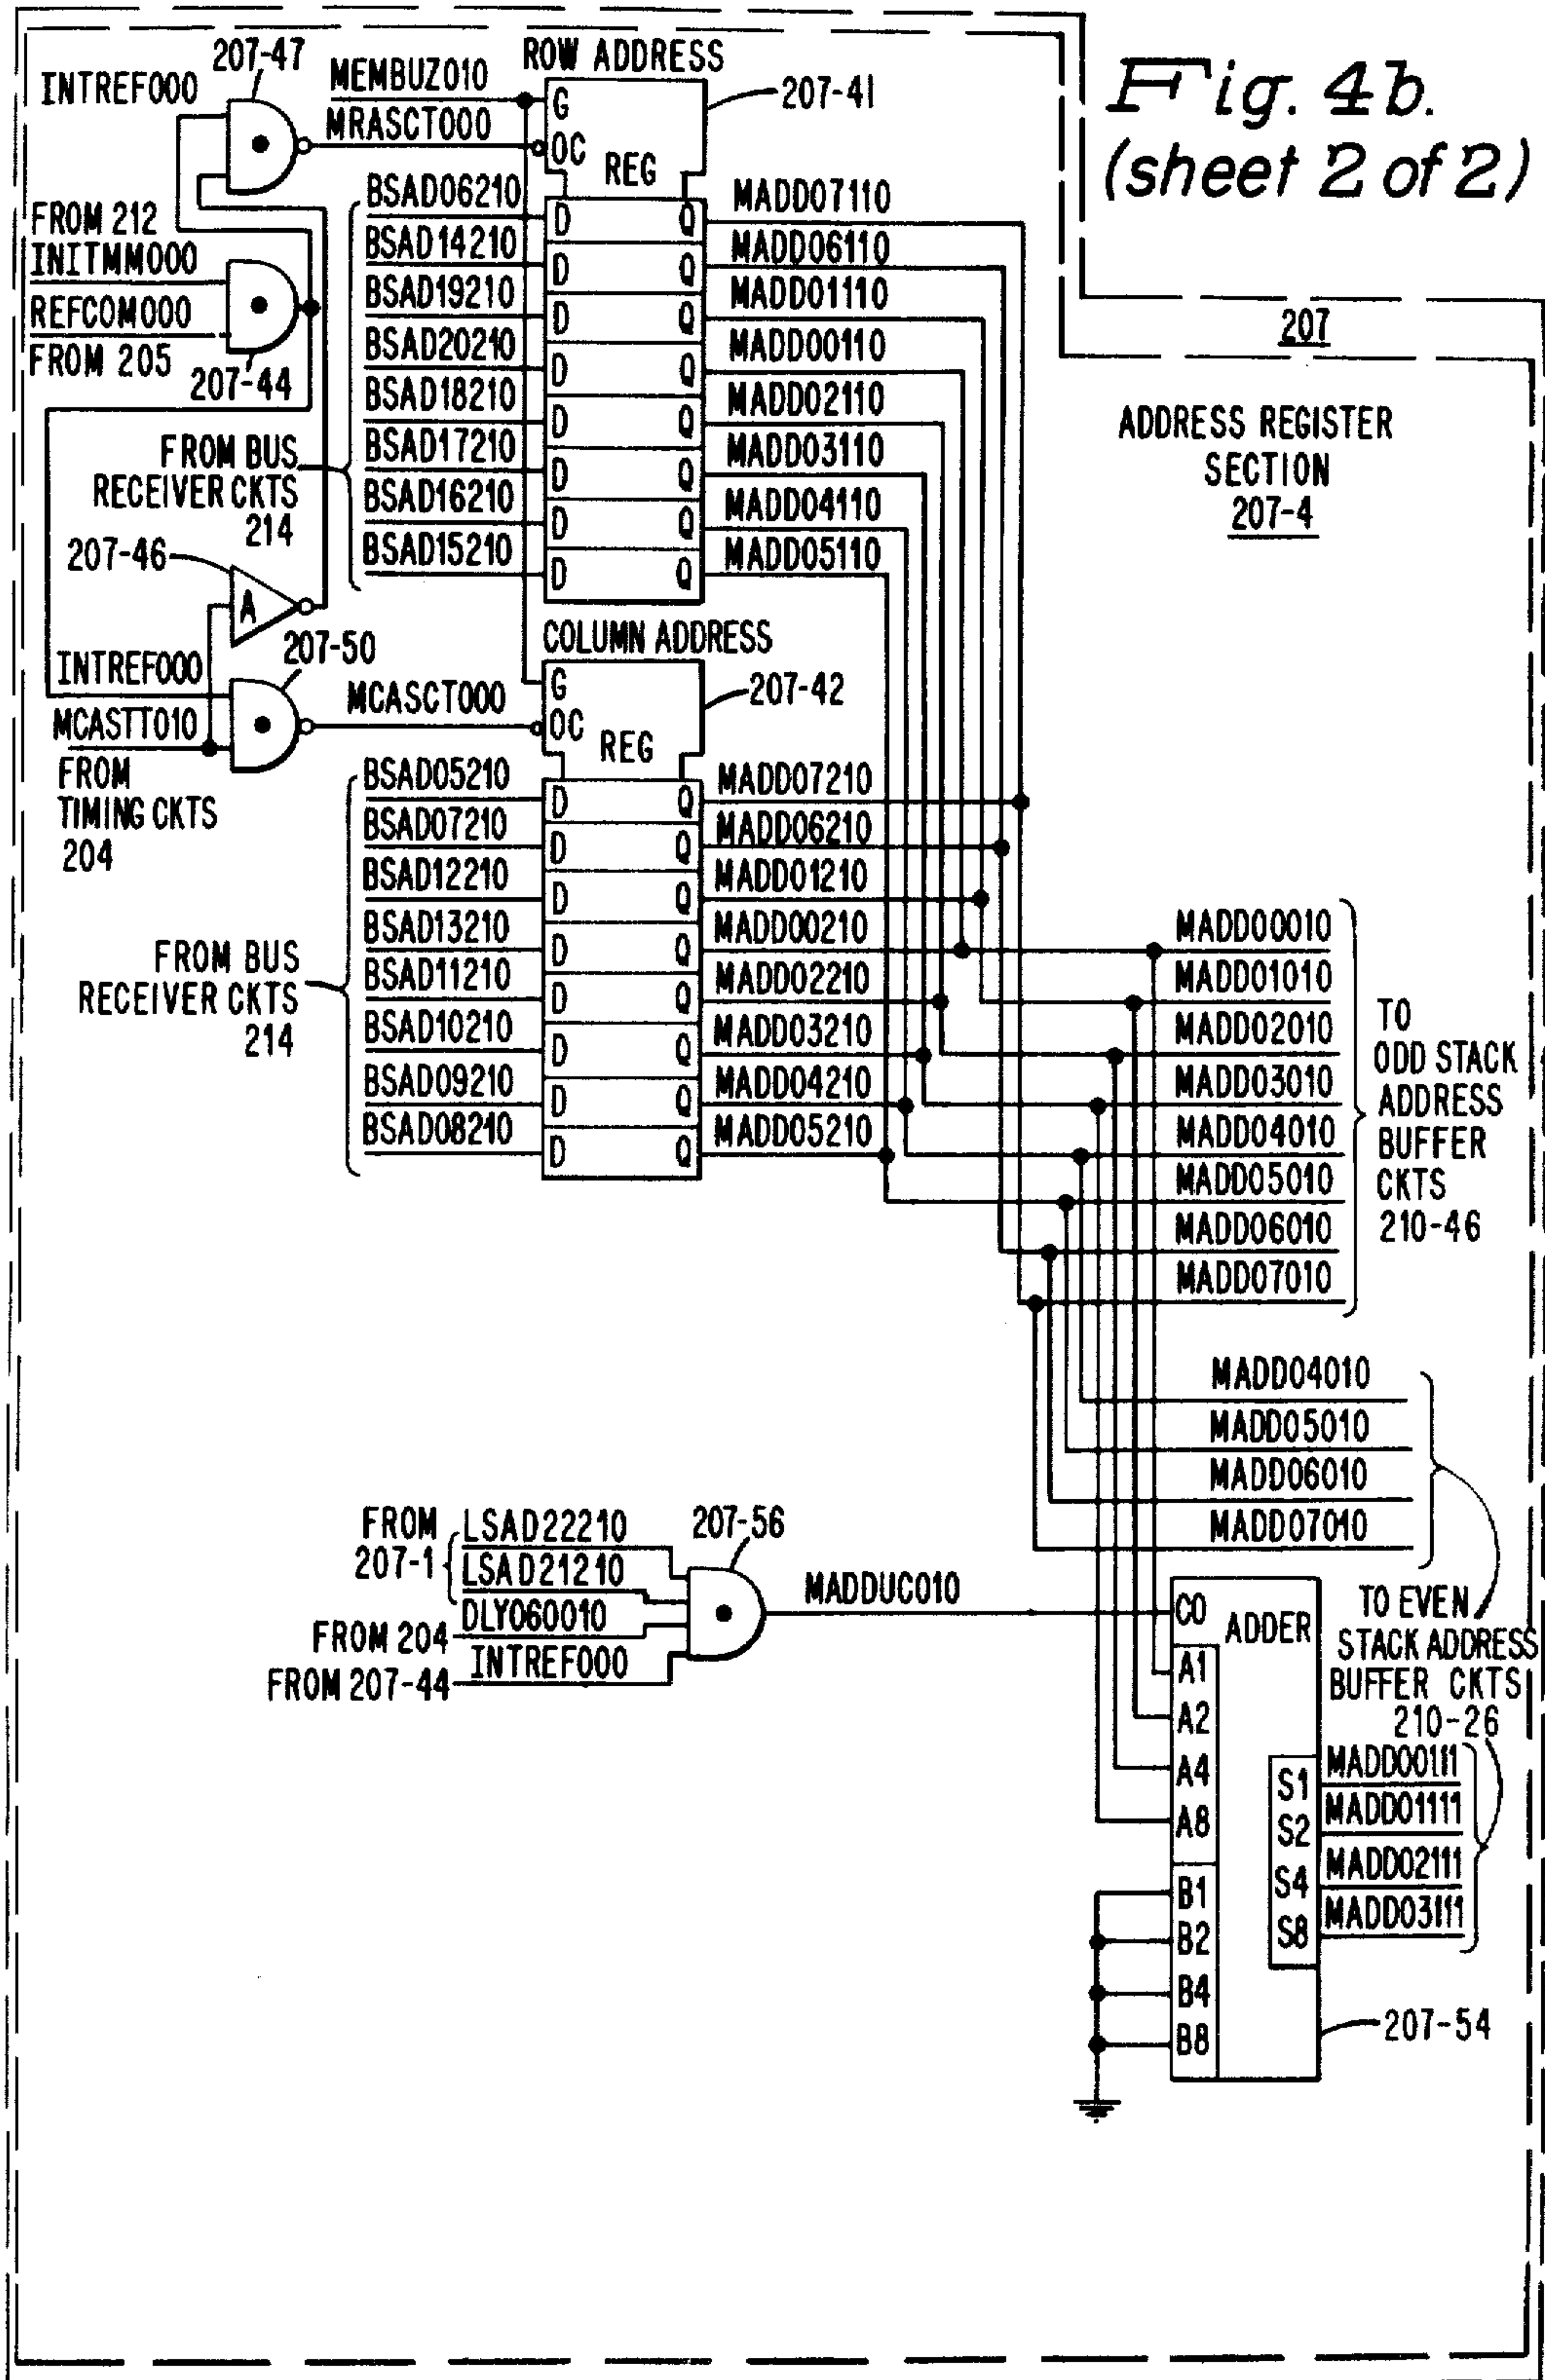 Fig. 4b.
(sheet 2 of 2)
207
ADDRESS REGISTER
SECTION
207-4
INTREF000
207-47
MEMBUZ010
MRASCT000
ROW ADDRESS
207-41
G
OC
REG
FROM 212
INITMM000
REFCOM000
FROM 205
207-44
FROM BUS
RECEIVER CKTS
214
BSAD06210 D Q MADD07110
BSAD14210 D Q MADD06110
BSAD19210 D Q MADD01110
BSAD20210 D Q MADD00110
BSAD18210 D Q MADD02110
BSAD17210 D Q MADD03110
BSAD16210 D Q MADD04110
BSAD15210 D Q MADD05110
207-46
A
207-50
INTREF000
MCASTT010
FROM
TIMING CKTS
204
MCASCT000
COLUMN ADDRESS
207-42
G
OC
REG
FROM BUS
RECEIVER CKTS
214
BSAD05210 D Q MADD07210
BSAD07210 D Q MADD06210
BSAD12210 D Q MADD01210
BSAD13210 D Q MADD00210
BSAD11210 D Q MADD02210
BSAD10210 D Q MADD03210
BSAD09210 D Q MADD04210
BSAD08210 D Q MADD05210
MADD00010
MADD01010
MADD02010
MADD03010
MADD04010
MADD05010
MADD06010
MADD07010
TO
ODD STACK
ADDRESS
BUFFER
CKTS
210-46
MADD04010
MADD05010
MADD06010
MADD07010
TO EVEN
STACK ADDRESS
BUFFER CKTS
210-26
FROM
207-1
LSAD22210
LSAD21210
DLY060010
FROM 204
INTREF000
FROM 207-44
207-56
MADDUC010
CO
ADDER
A1
A2
A4
A8
B1
B2
B4
B8
S1 MADD00111
S2 MADD01111
S4 MADD02111
S8 MADD03111
207-54